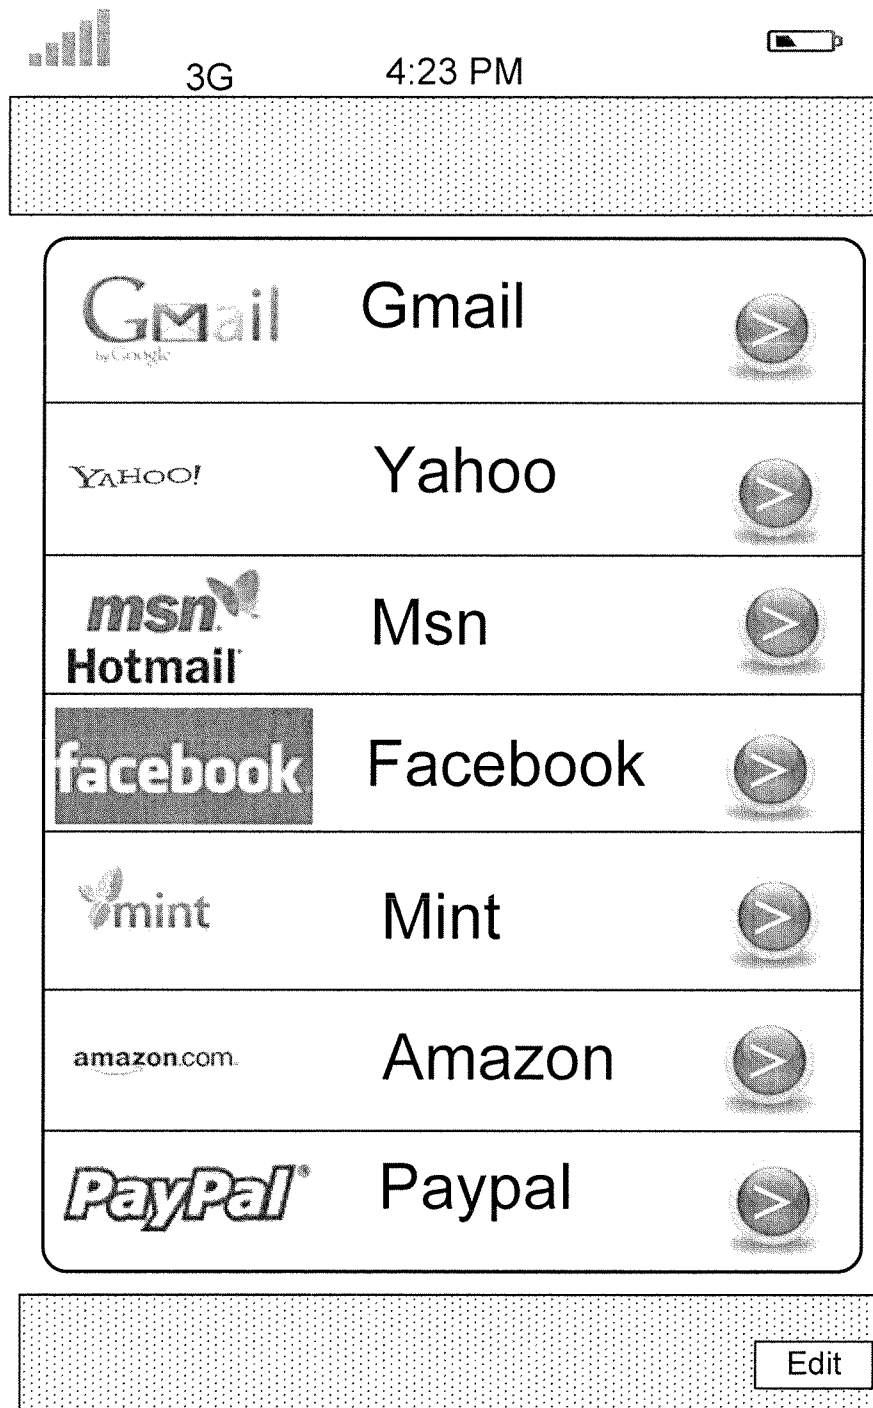 3G 4:23 PM
GMail Gmail >
by Google
YAHOO! Yahoo >
msn Msn >
Hotmail
facebook Facebook >
mint Mint >
amazon.com Amazon >
PayPal® Paypal >
Edit